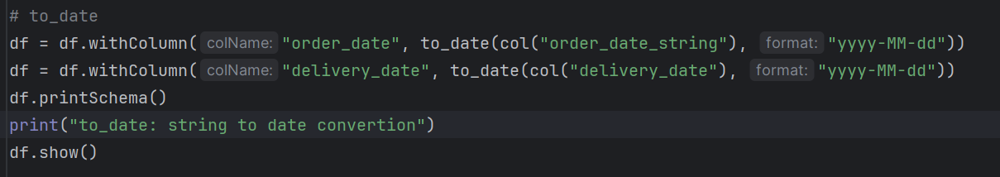 # to_date
df = df.withColumn( colName: "order_date", to_date(col("order_date_string"), format: "yyyy-MM-dd"))
df = df.withColumn( colName: "delivery_date", to_date(col("delivery_date"), format: "yyyy-MM-dd"))
df.printSchema()
print("to_date: string to date convertion")
df.show()